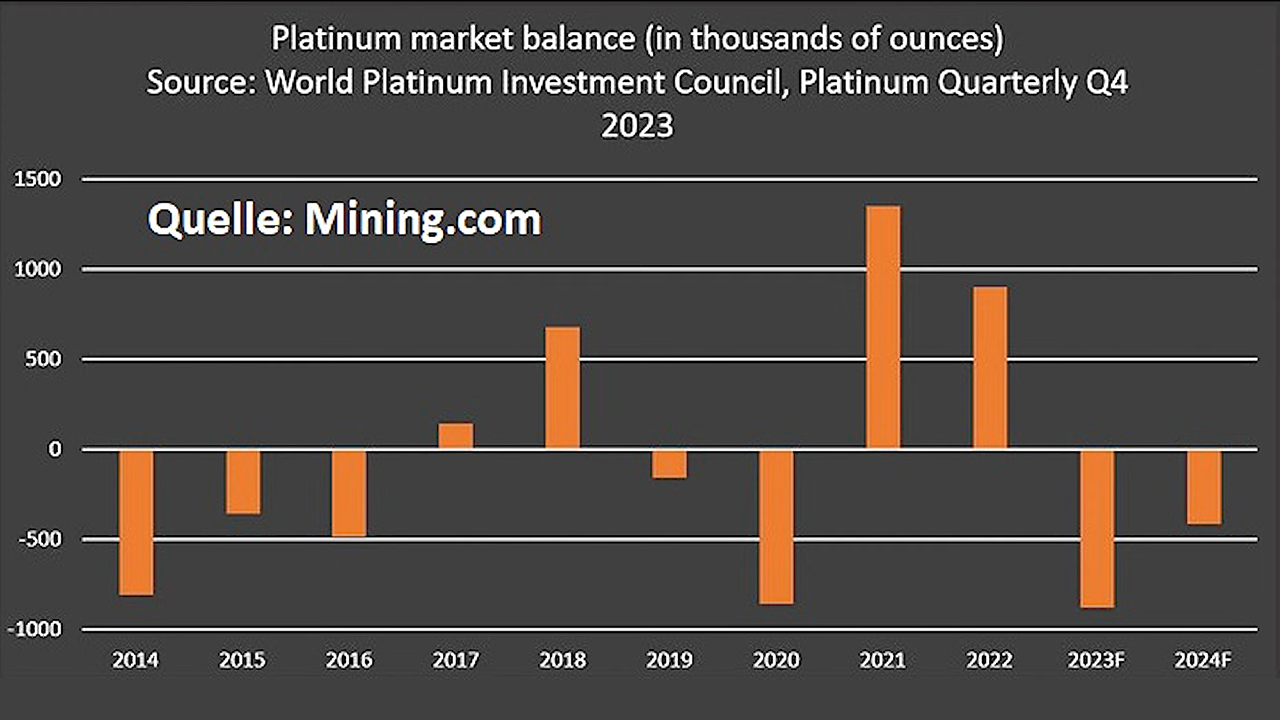 Platinum market balance (in thousands of ounces)
Source: World Platinum Investment Council, Platinum Quarterly Q4
2023
1500
Quelle: Mining.com
1000
500
0
-500
-1000
2014 2015 2016 2017 2018 2019 2020 2021 2022 2023F 2024F